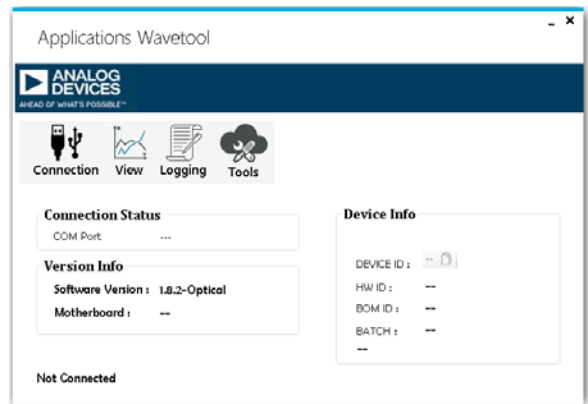 Applications Wavetool
ANALOG
DEVICES
AHEAD OF WHAT'S POSSIBLE™
Connection View Logging Tools
Connection Status
COM Port ---
Version Info
Software Version : 1.8.2-Optical
Motherboard : --
Device Info
DEVICE ID : --
HW ID : --
BOM ID : --
BATCH : --
--
Not Connected